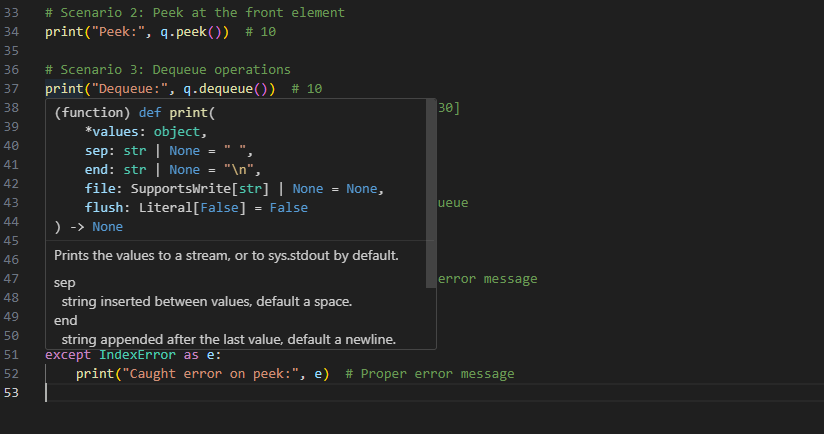 33 # Scenario 2: Peek at the front element
34 print("Peek:", q.peek())  # 10
35
36 # Scenario 3: Dequeue operations
37 print("Dequeue:", q.dequeue())  # 10
38 30]
(function) def print(
39 *values: object,
40 sep: str | None = " ",
41 end: str | None = "\n",
42 file: SupportsWrite[str] | None = None,
43 flush: Literal[False] = False ueue
44 ) -> None
45
46 Prints the values to a stream, or to sys.stdout by default.
47 sep error message
48 string inserted between values, default a space.
49 end
50 string appended after the last value, default a newline.
51 except IndexError as e:
52     print("Caught error on peek:", e)  # Proper error message
53